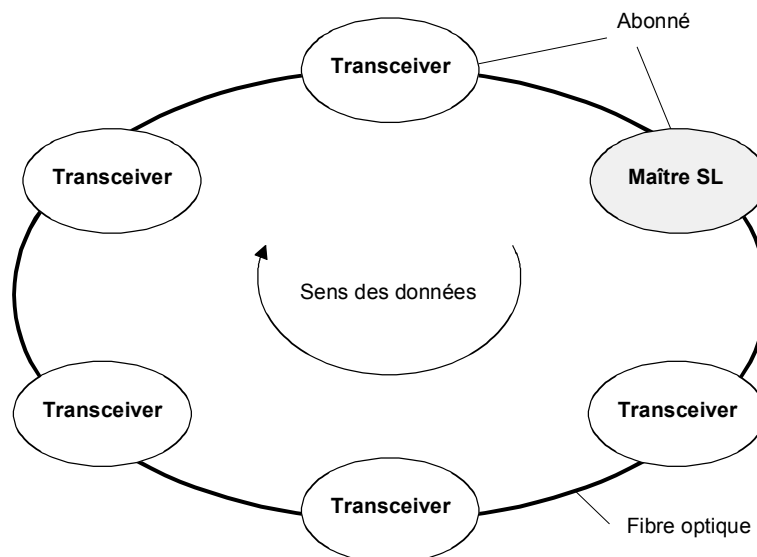 Abonné
Transceiver
Transceiver
Maître SL
Sens des données
Transceiver
Transceiver
Transceiver
Fibre optique